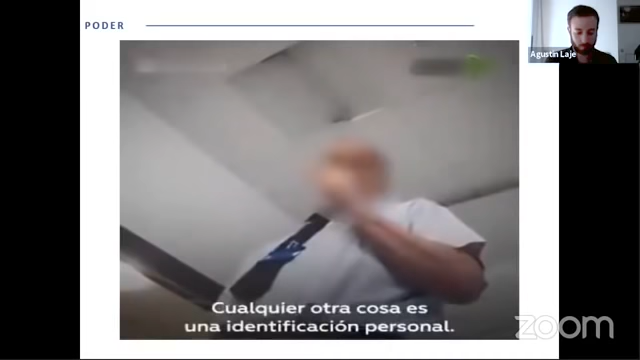 PODER
Agustín Laje
Cualquier otra cosa es
una identificación personal.
zoom